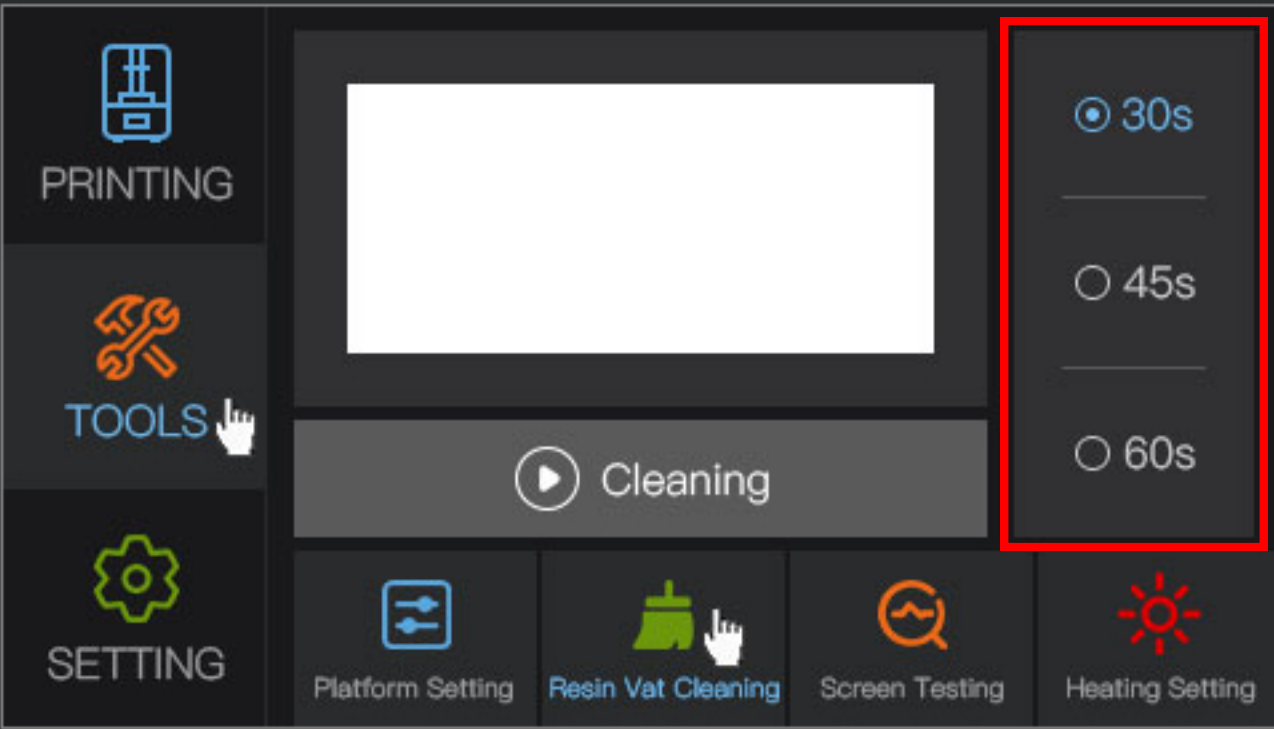 PRINTING
TOOLS
SETTING
30s
45s
60s
Cleaning
Platform Setting
Resin Vat Cleaning
Screen Testing
Heating Setting